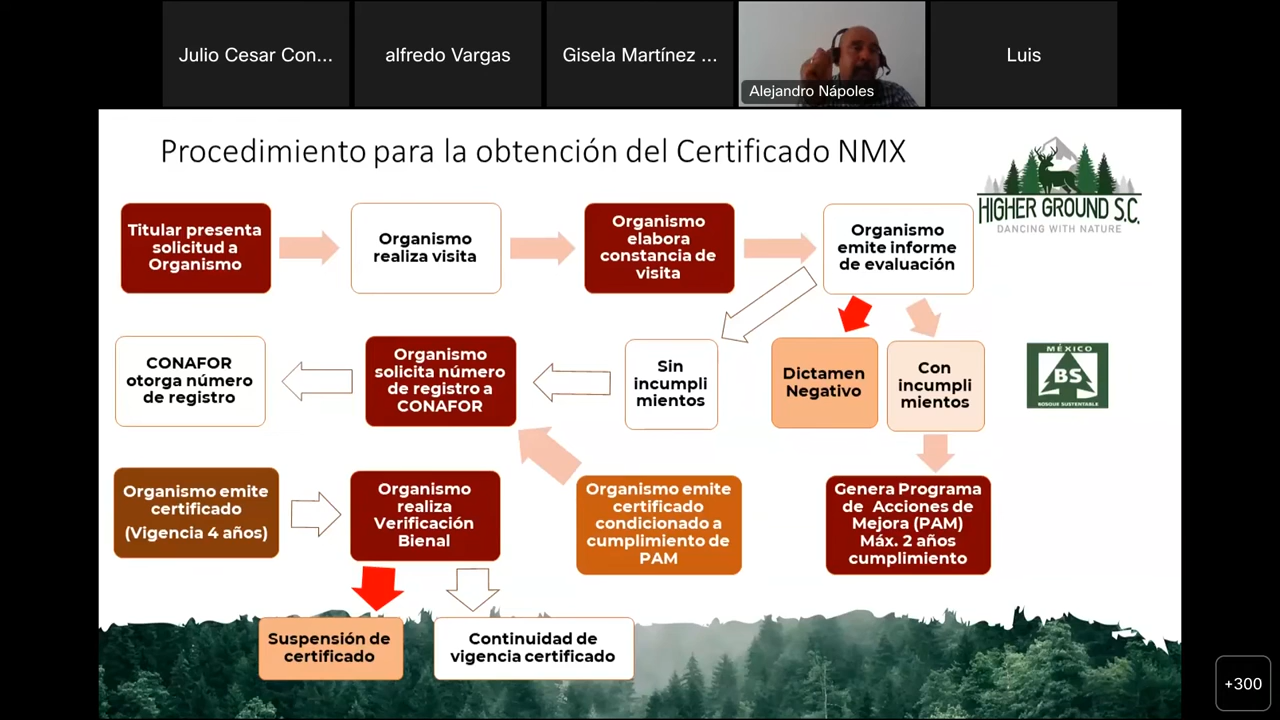 Julio Cesar Con...
alfredo Vargas
Gisela Martínez ...
Alejandro Nápoles
Luis
Procedimiento para la obtención del Certificado NMX
HIGHER GROUND S.C.
DANCING WITH NATURE
Titular presenta
solicitud a
Organismo
Organismo
realiza visita
Organismo
elabora
constancia de
visita
Organismo
emite informe
de evaluación
CONAFOR
otorga número
de registro
Organismo
solicita número
de registro a
CONAFOR
Sin
incumpli
mientos
Dictamen
Negativo
Con
incumpli
mientos
MÉXICO
BS
BOSQUE SUSTENTABLE
Organismo emite
certificado
(Vigencia 4 años)
Organismo
realiza
Verificación
Bienal
Organismo emite
certificado
condicionado a
cumplimiento de
PAM
Genera Programa
de Acciones de
Mejora (PAM)
Máx. 2 años
cumplimiento
Suspensión de
certificado
Continuidad de
vigencia certificado
+300